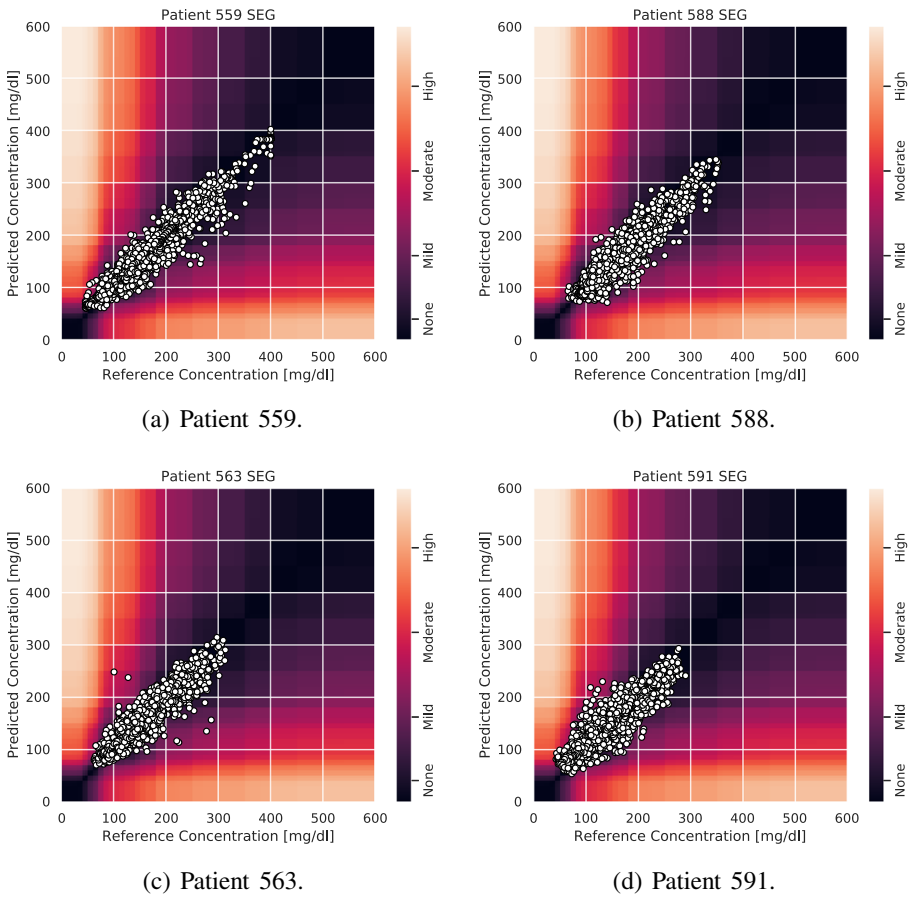 Patient 559 SEG
600
500
400
300
200
100
0
0 100 200 300 400 500 600
Predicted Concentration [mg/dl]
Reference Concentration [mg/dl]
High
Moderate
Mild
None
(a) Patient 559.
Patient 588 SEG
600
500
400
300
200
100
0
0 100 200 300 400 500 600
Predicted Concentration [mg/dl]
Reference Concentration [mg/dl]
High
Moderate
Mild
None
(b) Patient 588.
Patient 563 SEG
600
500
400
300
200
100
0
0 100 200 300 400 500 600
Predicted Concentration [mg/dl]
Reference Concentration [mg/dl]
High
Moderate
Mild
None
(c) Patient 563.
Patient 591 SEG
600
500
400
300
200
100
0
0 100 200 300 400 500 600
Predicted Concentration [mg/dl]
Reference Concentration [mg/dl]
High
Moderate
Mild
None
(d) Patient 591.